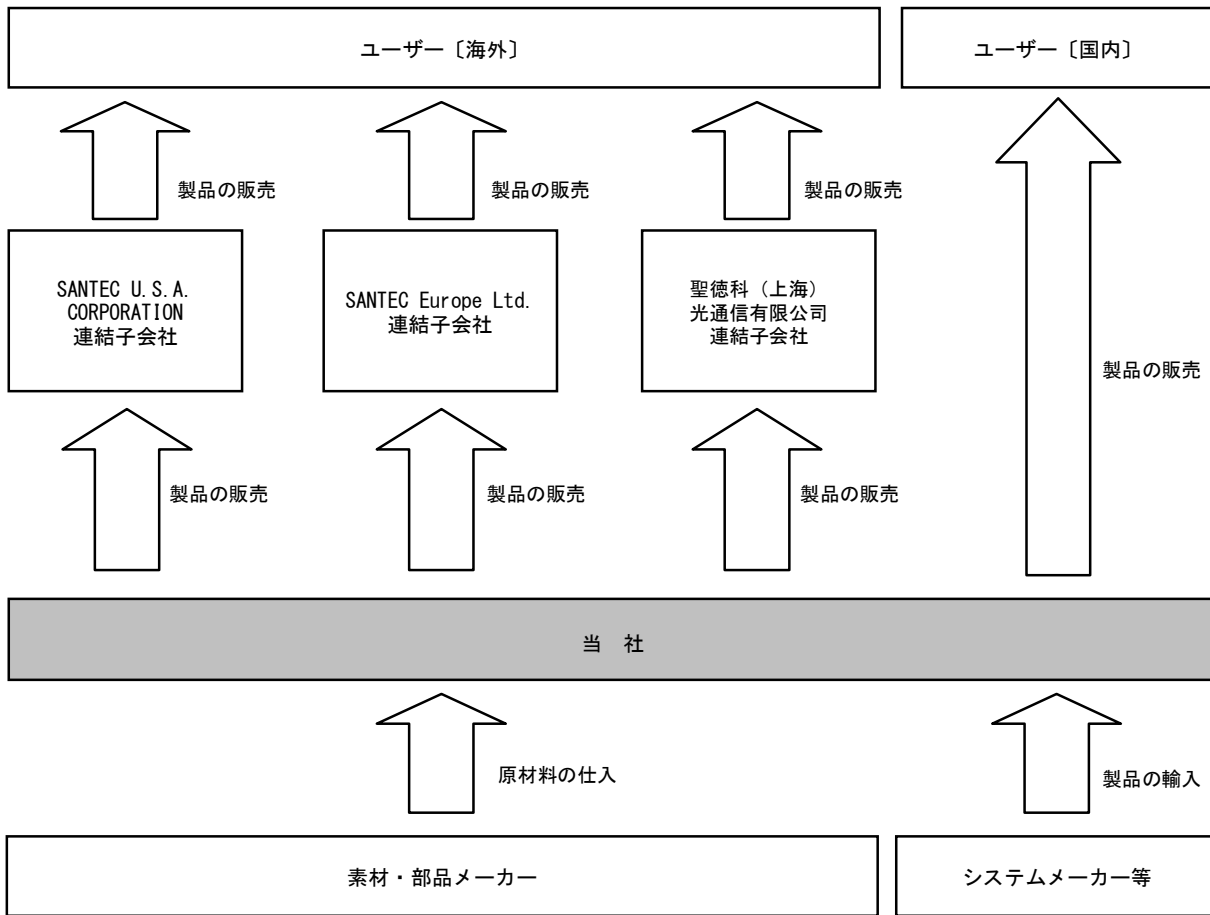 ユーザー〔海外〕
ユーザー〔国内〕
製品の販売
製品の販売
製品の販売
SANTEC U.S.A.
CORPORATION
連結子会社
SANTEC Europe Ltd.
連結子会社
聖徳科（上海）
光通信有限公司
連結子会社
製品の販売
製品の販売
製品の販売
製品の販売
当　社
原材料の仕入
製品の輸入
素材・部品メーカー
システムメーカー等